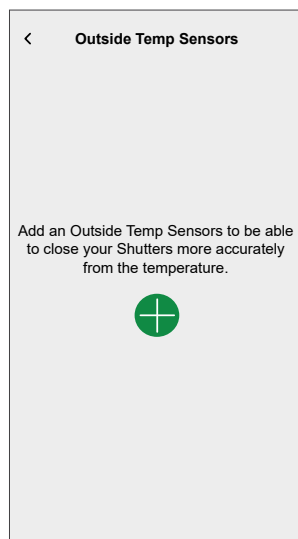 Outside Temp Sensors
Add an Outside Temp Sensors to be able
to close your Shutters more accurately
from the temperature.